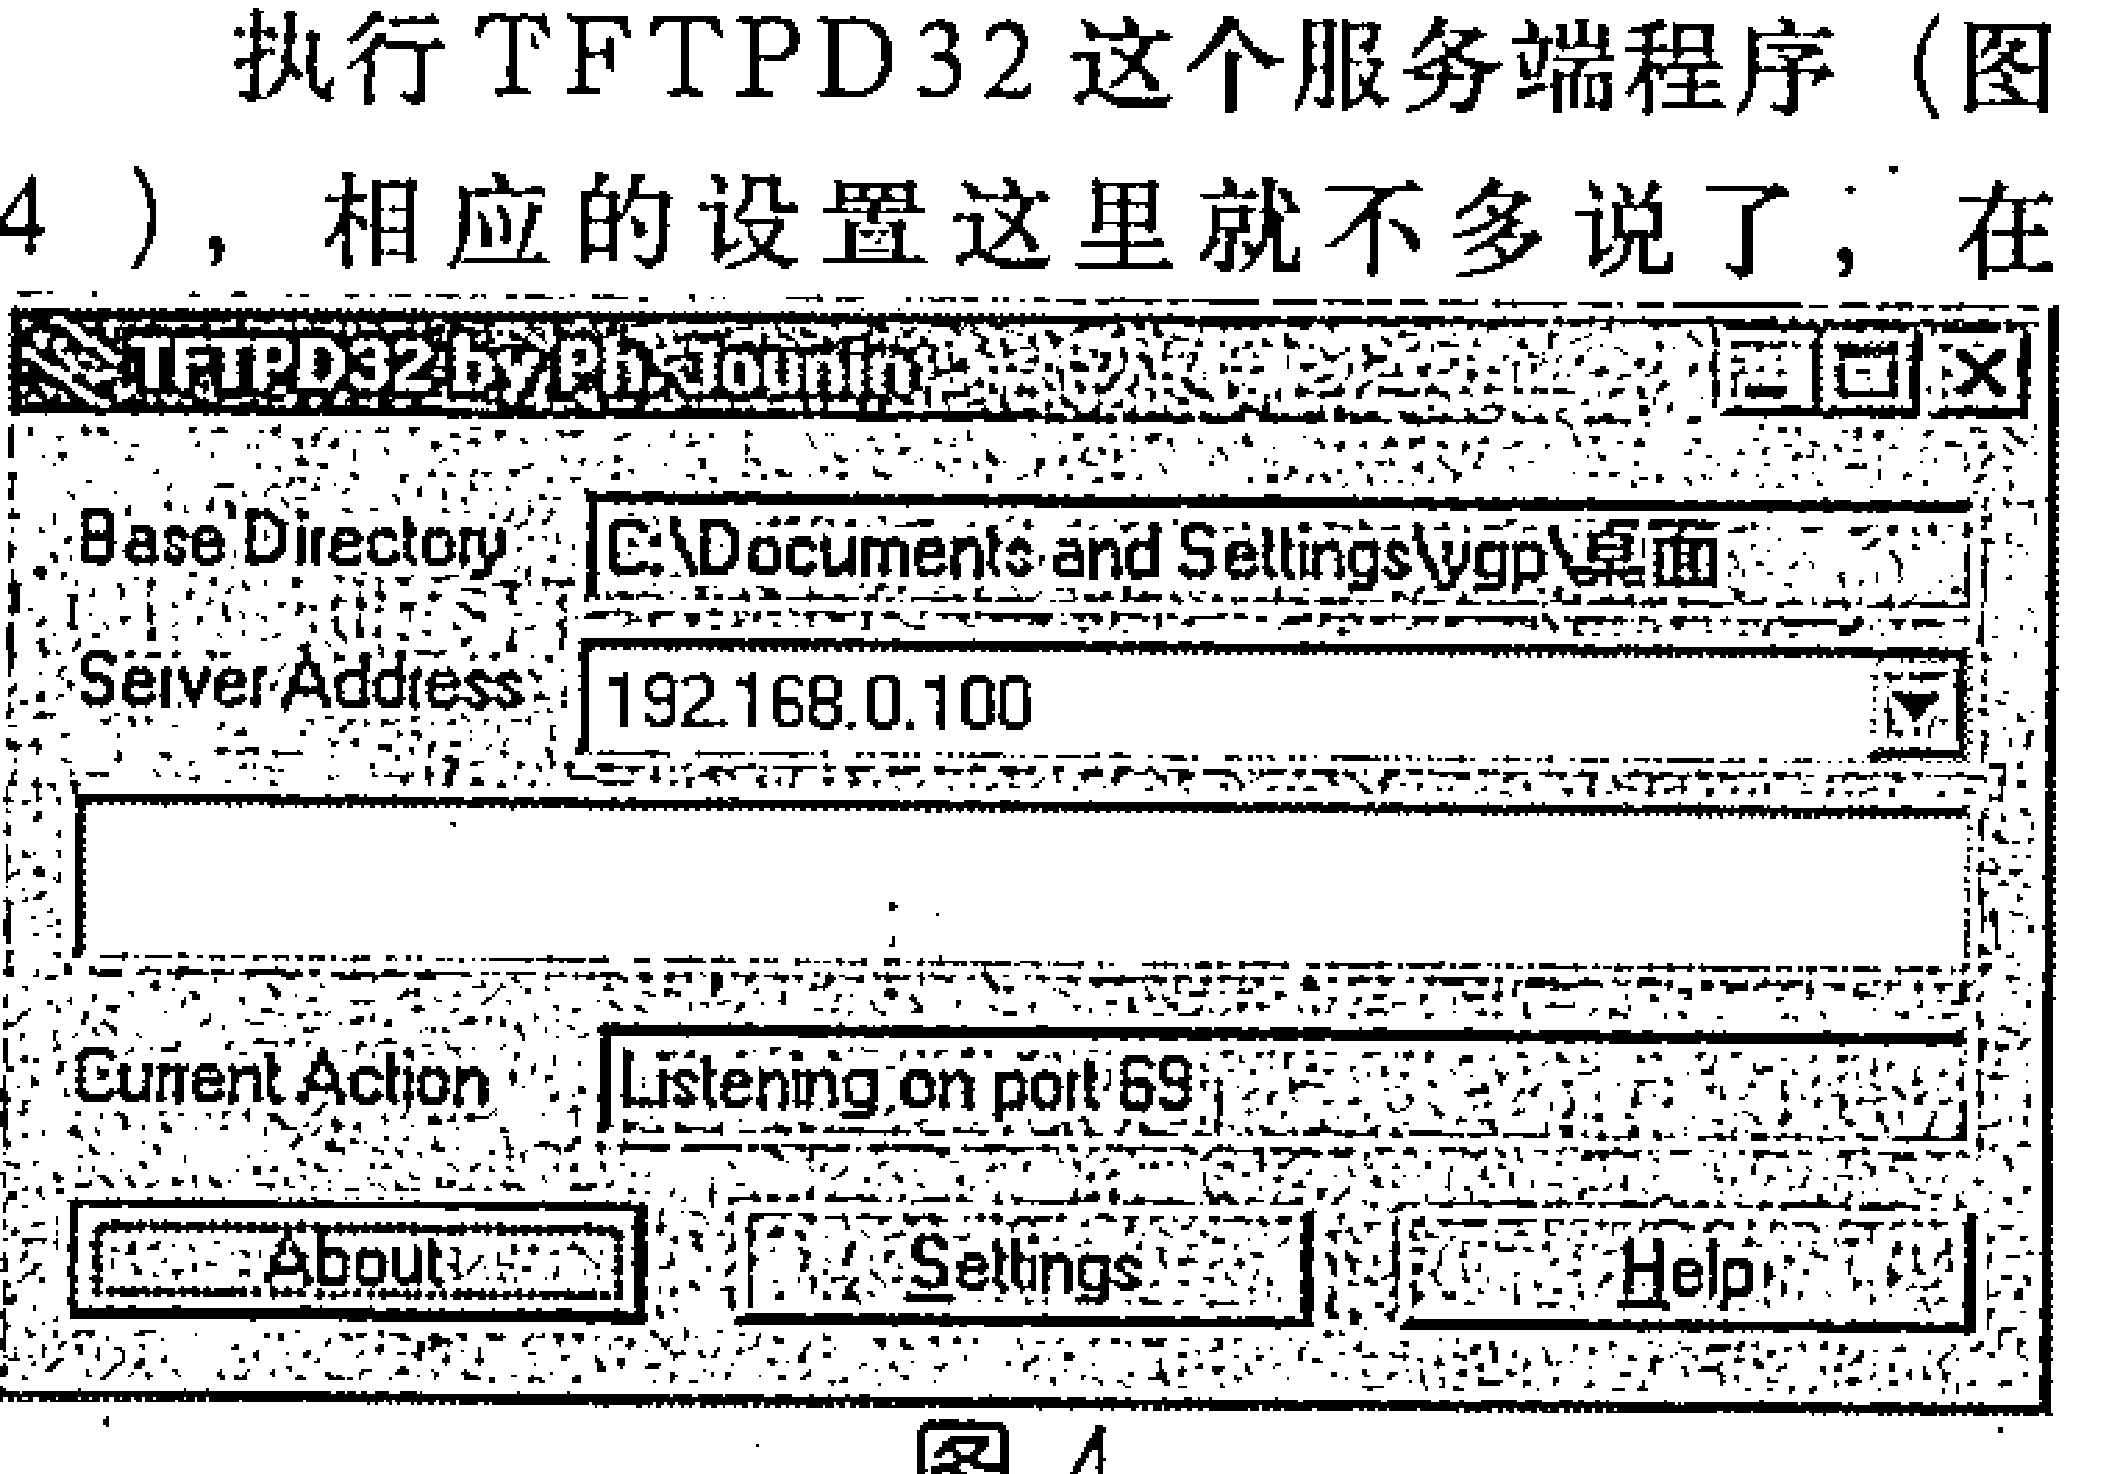 执行TFTPD32这个服务端程序（图
4），相应的设置这里就不多说了，在
TFTPD32 by Ph. Jounin
Base Directory C:\Documents and Settings\ygp\桌面
Server Address 192.168.0.100
Current Action Listening on port 69
About Settings Help
图 4